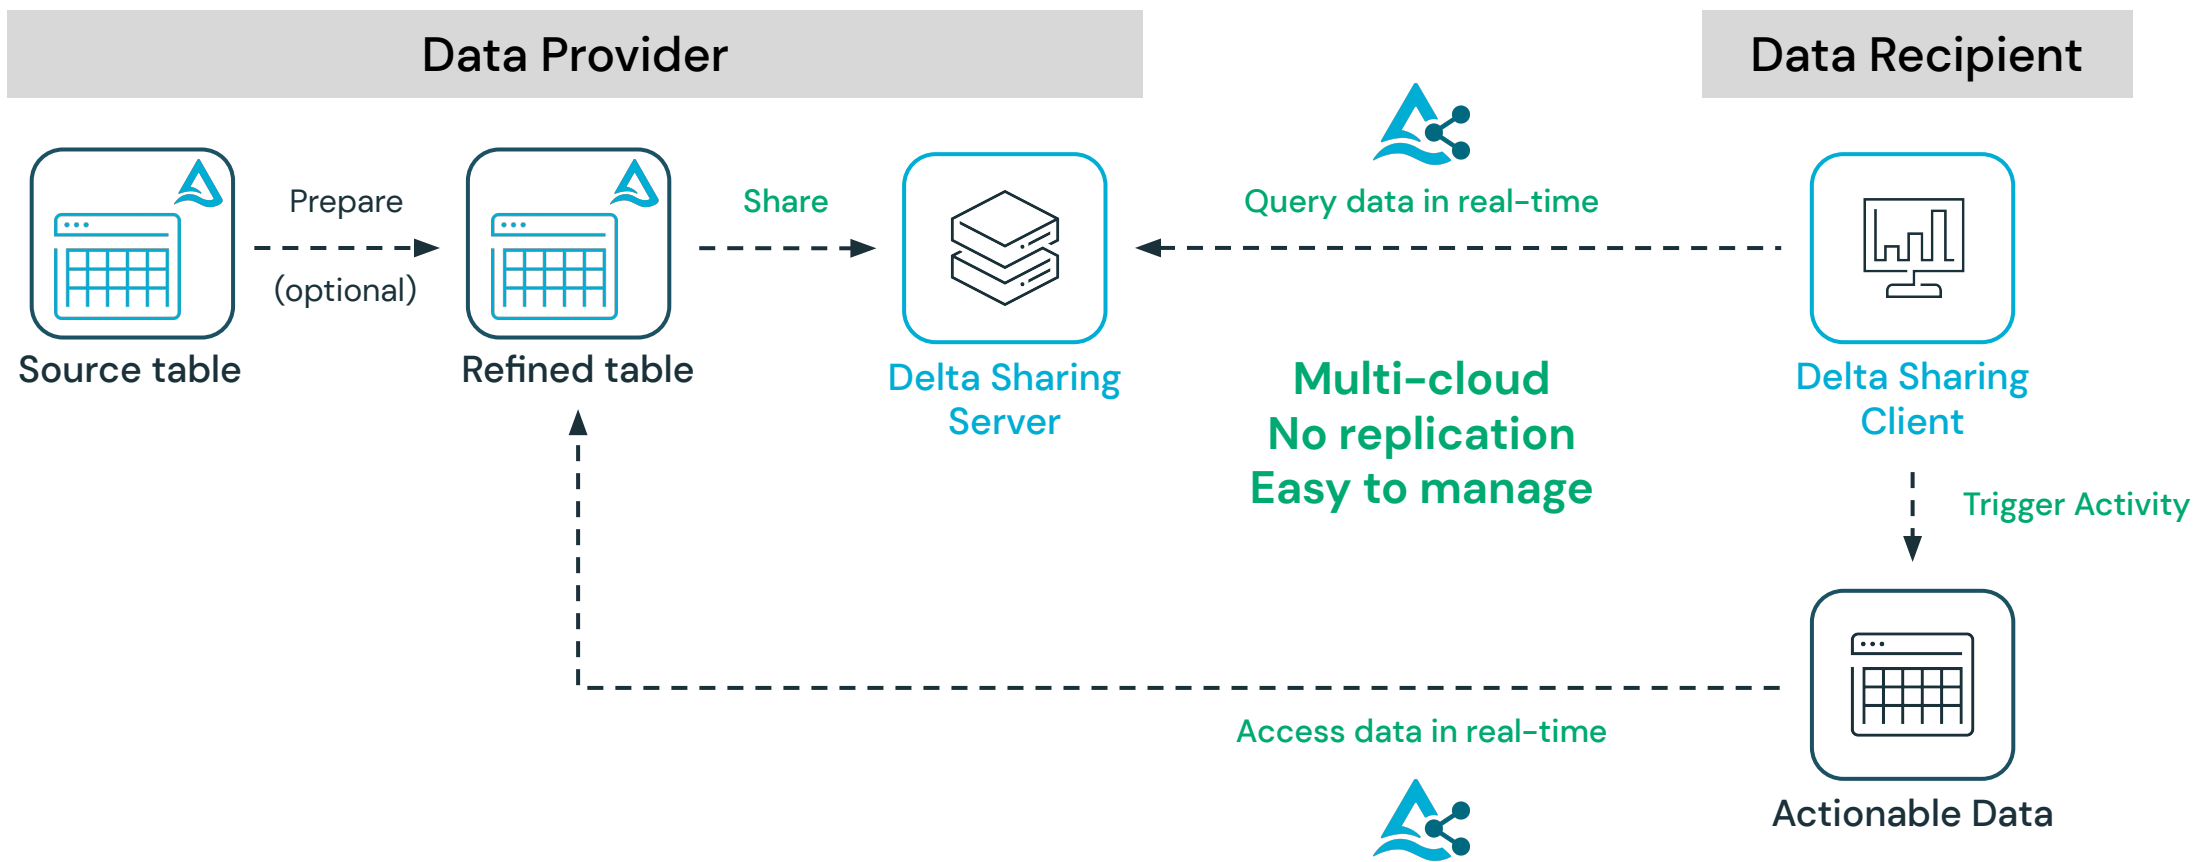 Data Provider
Data Recipient
Prepare
(optional)
Share
Query data in real-time
Source table
Refined table
Delta Sharing
Server
Multi-cloud
No replication
Easy to manage
Delta Sharing
Client
Trigger Activity
Access data in real-time
Actionable Data